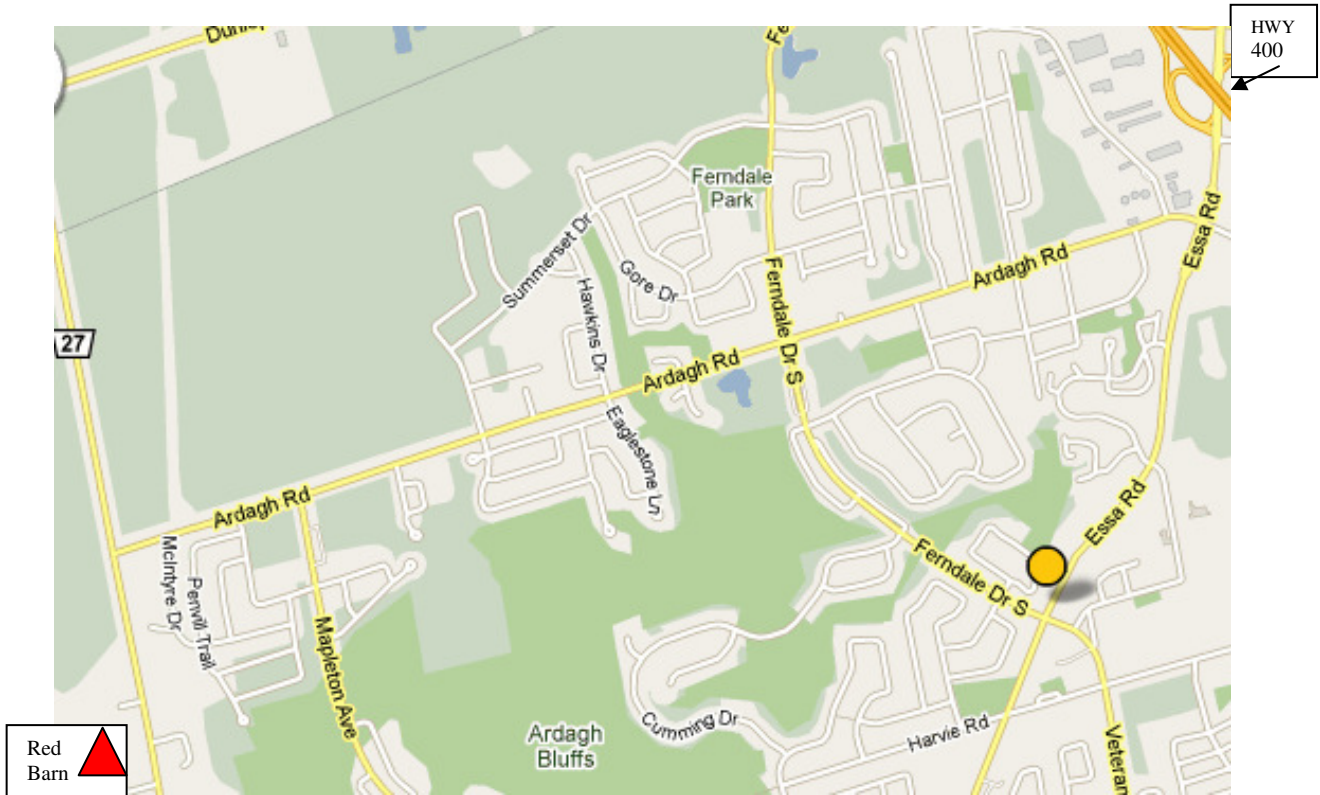 HWY
400
Dunlop
Fe
Ferndale
Park
Essa Rd
Ardagh Rd
Summerset Dr
Gore Dr
Hawkins Dr
Ferndale Dr S
27
Ardagh Rd
Eaglestone Ln
Ardagh Rd
Essa Rd
McIntyre Dr
Penvill Trail
Ferndale Dr S
Mapleton Ave
Cumming Dr
Harvie Rd
Ardagh
Bluffs
Veteran
Red
Barn